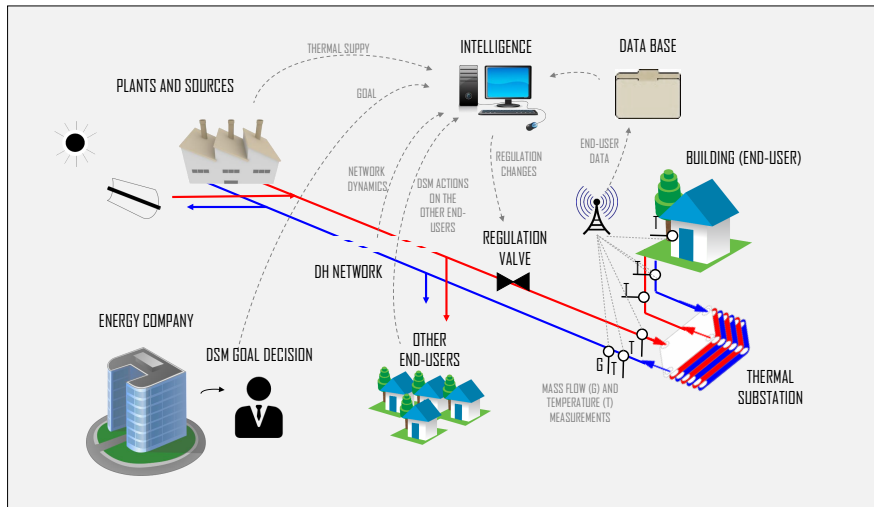 THERMAL SUPPY
INTELLIGENCE
DATA BASE
PLANTS AND SOURCES
GOAL
NETWORK
DYNAMICS
DSM ACTIONS
ON THE
OTHER END-
USERS
REGULATION
CHANGES
END-USER
DATA
BUILDING (END-USER)
T
REGULATION
VALVE
DH NETWORK
T
T
ENERGY COMPANY
DSM GOAL DECISION
OTHER
END-USERS
G
T
T
THERMAL
SUBSTATION
MASS FLOW (G) AND
TEMPERATURE (T)
MEASUREMENTS